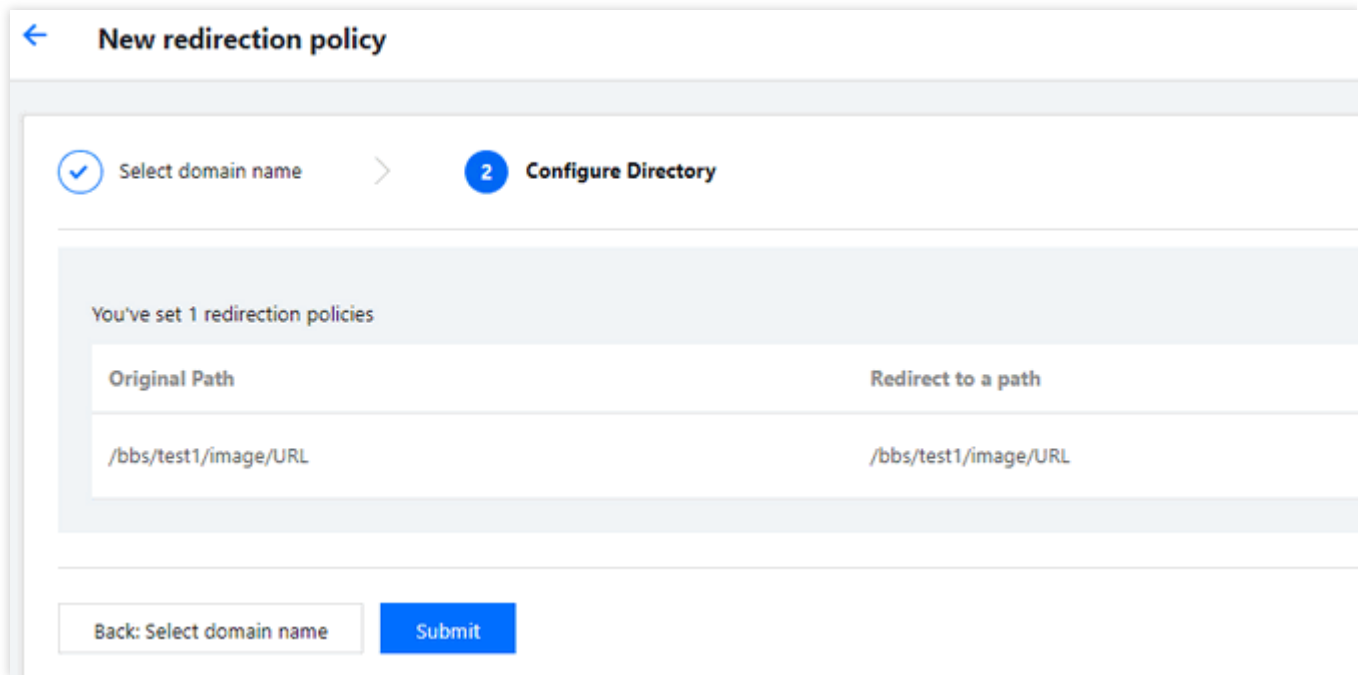 New redirection policy
Select domain name
2 Configure Directory
You've set 1 redirection policies
Original Path Redirect to a path
/bbs/test1/image/URL /bbs/test1/image/URL
Back: Select domain name Submit